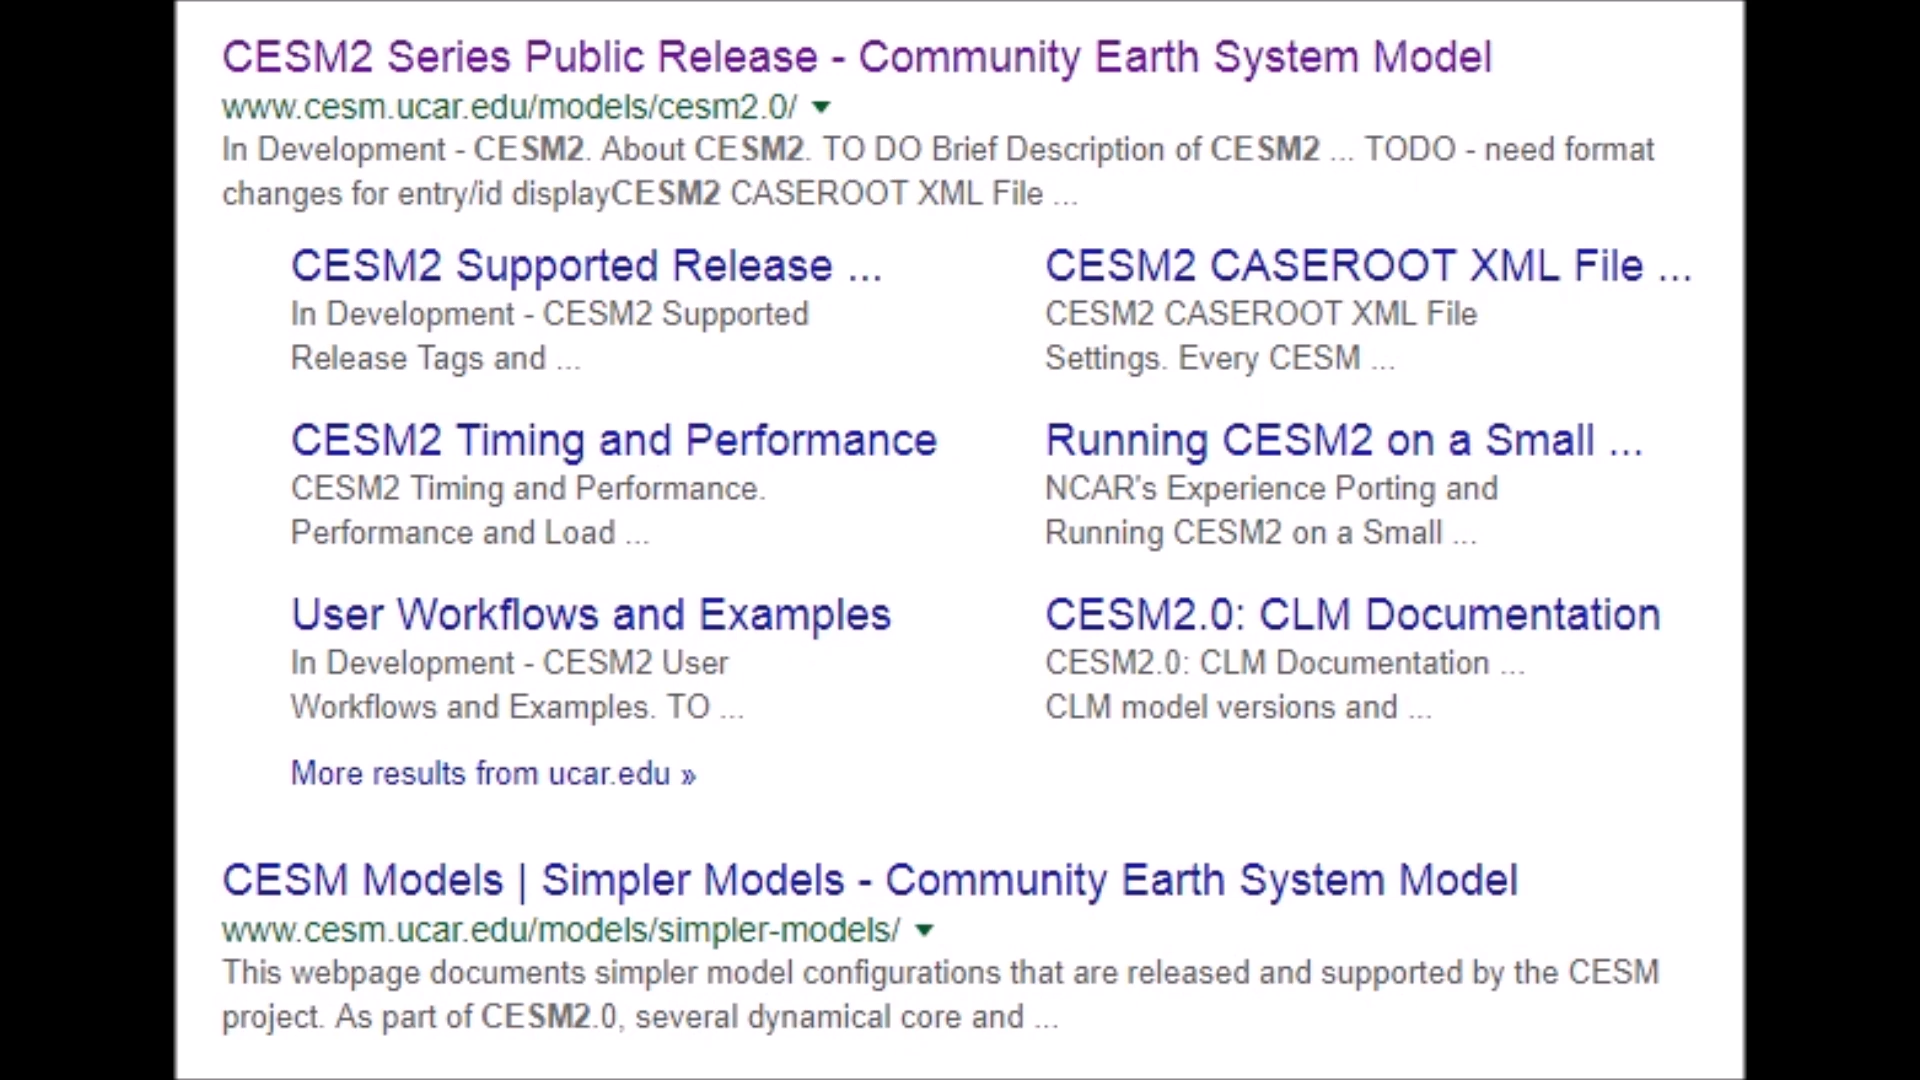 CESM2 Series Public Release - Community Earth System Model
www.cesm.ucar.edu/models/cesm2.0/
In Development - CESM2. About CESM2. TO DO Brief Description of CESM2 ... TODO - need format
changes for entry/id displayCESM2 CASEROOT XML File ...
CESM2 Supported Release ...
In Development - CESM2 Supported
Release Tags and ...
CESM2 CASEROOT XML File ...
CESM2 CASEROOT XML File
Settings. Every CESM ...
CESM2 Timing and Performance
CESM2 Timing and Performance.
Performance and Load ...
Running CESM2 on a Small ...
NCAR's Experience Porting and
Running CESM2 on a Small ...
User Workflows and Examples
In Development - CESM2 User
Workflows and Examples. TO ...
CESM2.0: CLM Documentation
CESM2.0: CLM Documentation ...
CLM model versions and ...
More results from ucar.edu »
CESM Models | Simpler Models - Community Earth System Model
www.cesm.ucar.edu/models/simpler-models/
This webpage documents simpler model configurations that are released and supported by the CESM
project. As part of CESM2.0, several dynamical core and ...